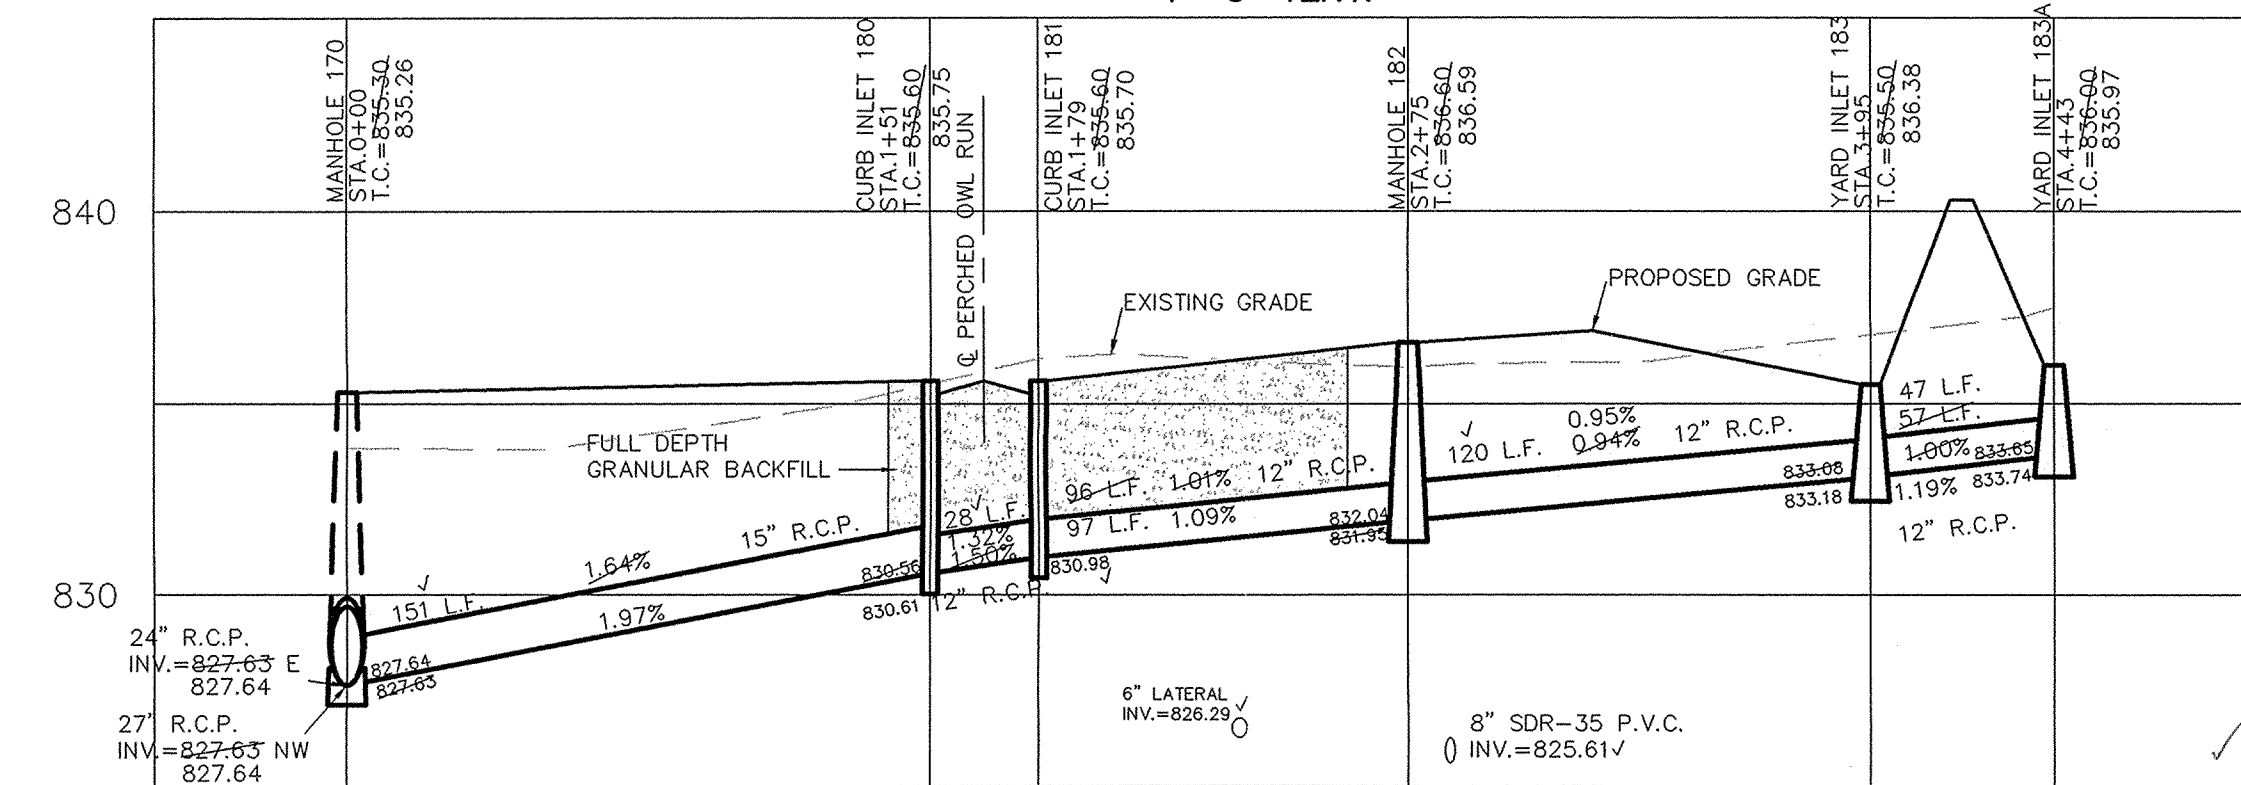 MANHOLE 170
STA.0+00
T.C.=835.30
835.26
CURB INLET 180
STA.1+51
T.C.=835.60
835.75
℄ PERCHED OWL RUN
CURB INLET 181
STA.1+79
T.C.=835.60
835.70
MANHOLE 182
STA.2+75
T.C.=836.60
836.59
YARD INLET 183
STA.3+95
T.C.=835.50
836.38
YARD INLET 183A
STA.4+43
T.C.=836.00
835.97
840
EXISTING GRADE
PROPOSED GRADE
FULL DEPTH
GRANULAR BACKFILL
47 L.F.
57 L.F.
1.00% 833.65
1.19% 833.74
12" R.C.P.
0.95%
120 L.F. 0.94% 12" R.C.P.
833.08
833.18
96 L.F. 1.01% 12" R.C.P.
97 L.F. 1.09%
832.04
831.95
28 L.F.
1.32%
1.50%
12" R.C.P.
830.98
15" R.C.P.
1.64%
151 L.F.
1.97%
830.56
830.61
830
24" R.C.P.
INV.=827.63 E
827.64
827.64
827.63
27" R.C.P.
INV.=827.63 NW
827.64
6" LATERAL
INV.=826.29
8" SDR-35 P.V.C.
INV.=825.61